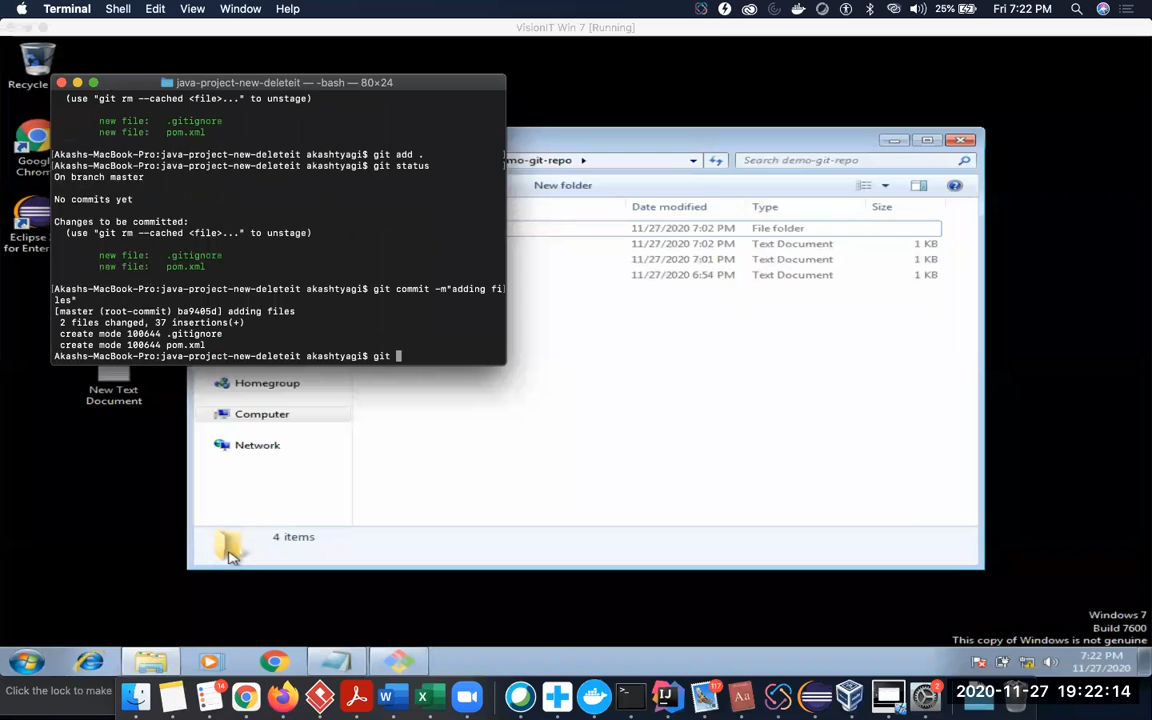 Terminal Shell Edit View Window Help 25% Fri 7:22 PM
VisionIT Win 7 [Running]
Recycle
java-project-new-deleteit — -bash — 80×24
(use "git rm --cached <file>..." to unstage)
new file: .gitignore
new file: pom.xml
[Akashs-MacBook-Pro:java-project-new-deleteit akashtyagi$ git add . ]
[Akashs-MacBook-Pro:java-project-new-deleteit akashtyagi$ git status ]
On branch master
No commits yet
Changes to be committed:
(use "git rm --cached <file>..." to unstage)
new file: .gitignore
new file: pom.xml
[Akashs-MacBook-Pro:java-project-new-deleteit akashtyagi$ git commit -m"adding fi]
les"
[master (root-commit) ba9405d] adding files
2 files changed, 37 insertions(+)
create mode 100644 .gitignore
create mode 100644 pom.xml
Akashs-MacBook-Pro:java-project-new-deleteit akashtyagi$ git
Google
Chrom
Eclipse
for Enter
New Text
Document
mo-git-repo
Search demo-git-repo
New folder
Date modified Type Size
11/27/2020 7:02 PM File folder
11/27/2020 7:02 PM Text Document 1 KB
11/27/2020 7:01 PM Text Document 1 KB
11/27/2020 6:54 PM Text Document 1 KB
Homegroup
Computer
Network
4 items
Windows 7
Build 7600
This copy of Windows is not genuine
7:22 PM
11/27/2020
Click the lock to make
14
117
2
2020-11-27 19:22:14